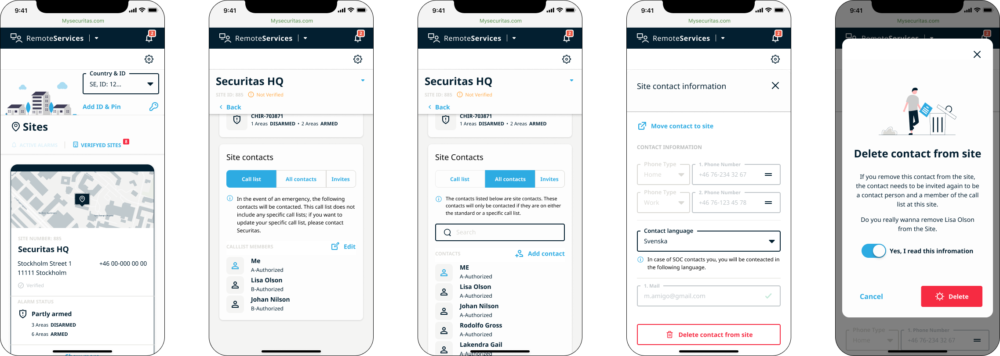 9:41
Mysecuritas.com
RemoteServices
2
Country & ID
SE, ID: 12...
Add ID & Pin
Sites
ACTIVE ALARMS
VERIFYED SITES
8
Sky Hotel Apartments
Sand George's Hospital
SITE NUMBER: 885
Securitas HQ
Stockholm Street 1
+46 00-000 00 00
11111 Stockholm
Verified
ALARM STATUS
Partly armed
3 Areas DISARMED
6 Areas ARMED
Show more
9:41
Mysecuritas.com
RemoteServices
2
Securitas HQ
SITE ID: 885
Not Verified
Back
CHIR-703871
1 Areas DISARMED • 2 Areas ARMED
Site contacts
Call list
All contacts
Invites
In the event of an emergency, the following
contacts will be contacted. This call list does not
include any specific call lists; if you want to
update your specific call list, please contact
Securitas.
CALLLIST MEMBERS
Edit
Me
A-Authorized
Lisa Olson
B-Authorized
Johan Nilson
B-Authorized
9:41
Mysecuritas.com
RemoteServices
2
Securitas HQ
SITE ID: 885
Not Verified
Back
CHIR-703871
1 Areas DISARMED • 2 Areas ARMED
Site Contacts
Call list
All contacts
Invites
The contacts listed below are site contacts. These
contacts will only be contacted if they are on either
the standard or a specific call list.
Search
CONTACTS
Add contact
ME
A-Authorized
Lisa Olson
A-Authorized
Johan Nilson
A-Authorized
Rodolfo Gross
A-Authorized
Lakendra Gail
A-Authorized
9:41
Mysecuritas.com
RemoteServices
2
Site contact information
Move contact to site
CONTACT INFORMATION
Phone Type
Home
1. Phone Number
+46 76-234 32 67
Phone Type
Work
2. Phone Number
+46 76-123 45 78
Contact language
Svenska
In case of SOC contacts you, you will be conteacted in
the following language.
1. Mail
m.amigo@gmail.com
Delete contact from site
9:41
Mysecuritas.com
RemoteServices
2
Delete contact from site
If you remove this contact from the site,
the contact needs to be invited again to be
a contact person and a member of the call
list at this site.
Do you really wanna remove Lisa Olson
from the Site.
Yes, I read this infromation
Cancel
Delete
Phone Type
Home
1. Phone Number
+46 76-234 32 67